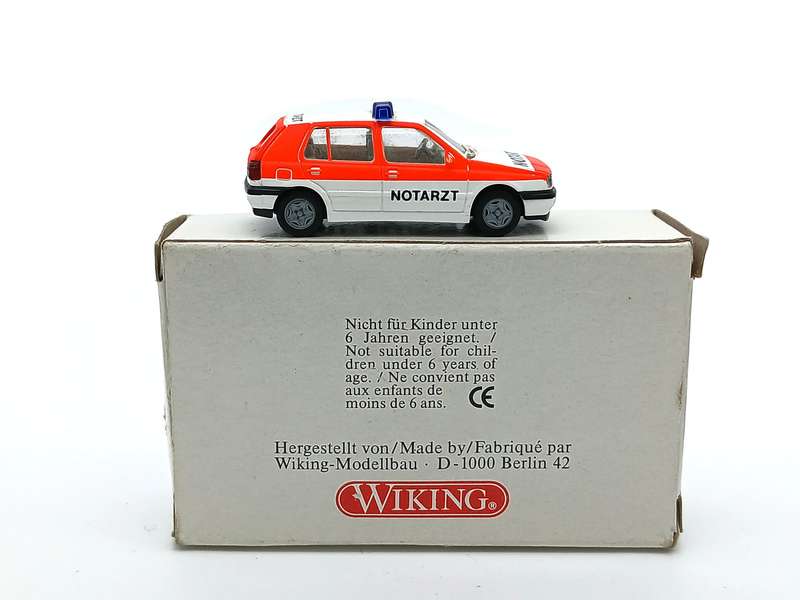 NOTARZT
NOTARZT
Nicht für Kinder unter
6 Jahren geeignet. /
Not suitable for chil-
dren under 6 years of
age. / Ne convient pas
aux enfants de
moins de 6 ans. CE
Hergestellt von/Made by/Fabriqué par
Wiking-Modellbau · D-1000 Berlin 42
WIKING®